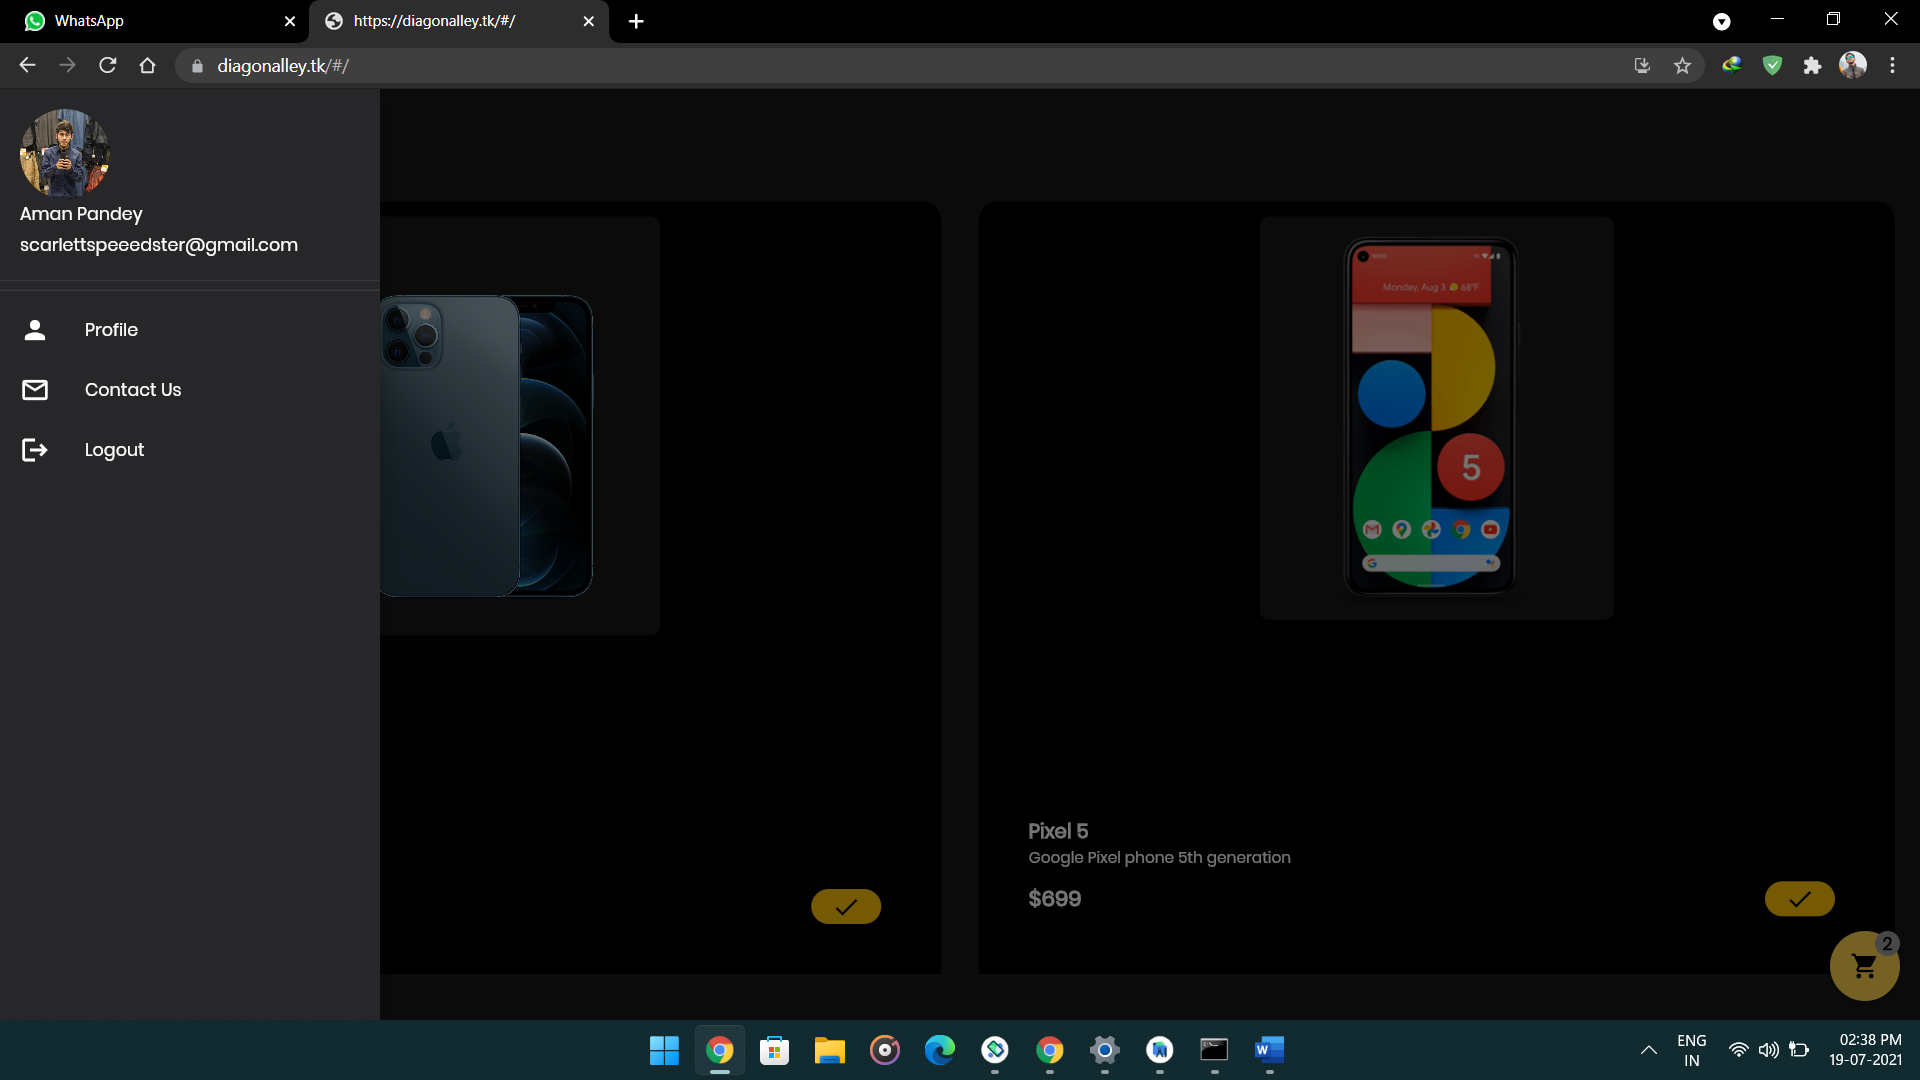 WhatsApp
https://diagonalley.tk/#/
diagonalley.tk/#/
Aman Pandey
scarlettspeeedster@gmail.com
Profile
Contact Us
Logout
Monday, Aug 3 68°F
5
Pixel 5
Google Pixel phone 5th generation
$699
2
ENG
IN
02:38 PM
19-07-2021